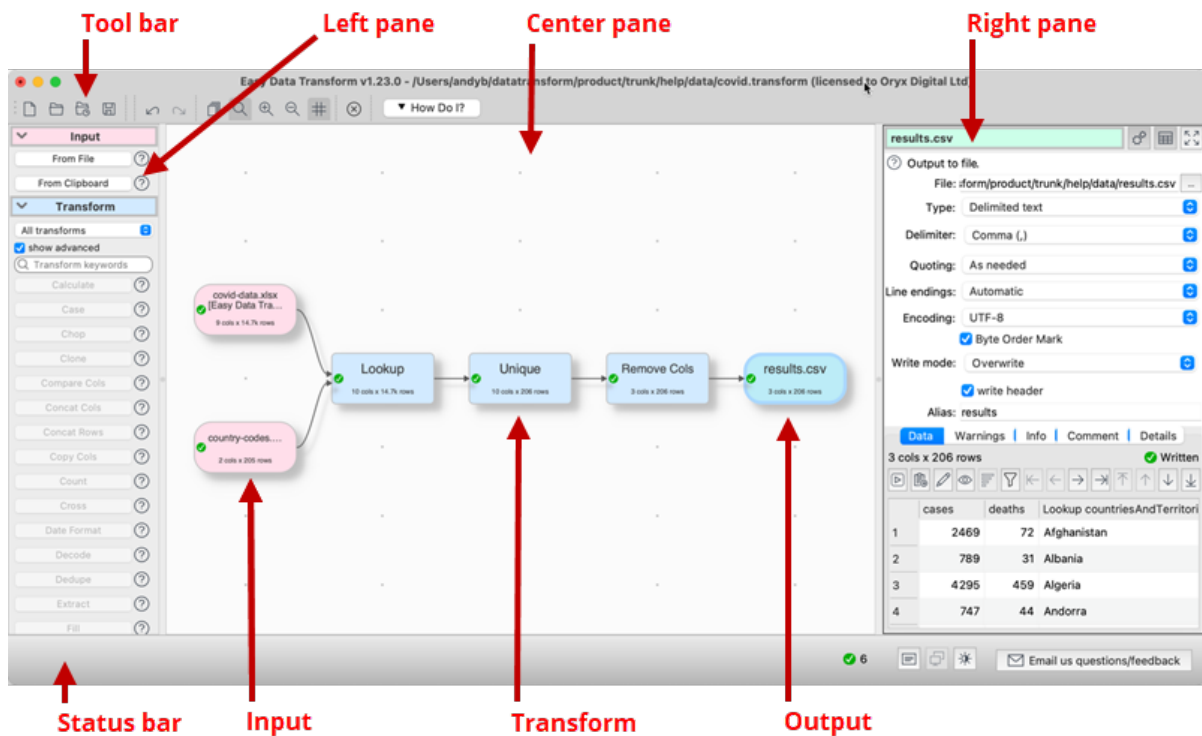 Tool bar
Left pane
Center pane
Right pane
Easy Data Transform v1.23.0 - /Users/andyb/datatransform/product/trunk/help/data/covid.transform (licensed to Oryx Digital Ltd)
▼ How Do I?
Input
From File ?
From Clipboard ?
Transform
All transforms
show advanced
Transform keywords
Calculate ?
Case ?
Chop ?
Clone ?
Compare Cols ?
Concat Cols ?
Concat Rows ?
Copy Cols ?
Count ?
Cross ?
Date Format ?
Decode ?
Dedupe ?
Extract ?
Fill ?
covid-data.xlsx
[Easy Data Tra...
9 cols x 14.7k rows
country-codes....
2 cols x 205 rows
Lookup
10 cols x 14.7k rows
Unique
10 cols x 206 rows
Remove Cols
3 cols x 206 rows
results.csv
3 cols x 206 rows
results.csv
? Output to file.
File: sform/product/trunk/help/data/results.csv ...
Type: Delimited text
Delimiter: Comma (,)
Quoting: As needed
Line endings: Automatic
Encoding: UTF-8
Byte Order Mark
Write mode: Overwrite
write header
Alias: results
Data Warnings Info Comment Details
3 cols x 206 rows Written
cases deaths Lookup countriesAndTerritori
1 2469 72 Afghanistan
2 789 31 Albania
3 4295 459 Algeria
4 747 44 Andorra
6
Email us questions/feedback
Status bar
Input
Transform
Output